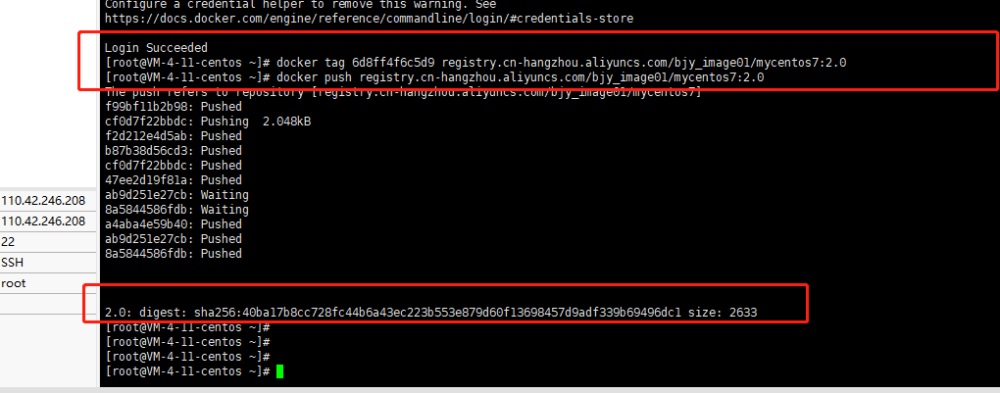 Configure a credential helper to remove this warning. See
https://docs.docker.com/engine/reference/commandline/login/#credentials-store
Login Succeeded
[root@VM-4-11-centos ~]# docker tag 6d8ff4f6c5d9 registry.cn-hangzhou.aliyuncs.com/bjy_image01/mycentos7:2.0
[root@VM-4-11-centos ~]# docker push registry.cn-hangzhou.aliyuncs.com/bjy_image01/mycentos7:2.0
The push refers to repository [registry.cn-hangzhou.aliyuncs.com/bjy_image01/mycentos7]
f99bf11b2b98: Pushed
cf0d7f22bbdc: Pushing  2.048kB
f2d212e4d5ab: Pushed
b87b38d56cd3: Pushed
cf0d7f22bbdc: Pushed
47ee2d19f81a: Pushed
ab9d251e27cb: Waiting
8a5844586fdb: Waiting
a4aba4e59b40: Pushed
ab9d251e27cb: Pushed
8a5844586fdb: Pushed
2.0: digest: sha256:40ba17b8cc728fc44b6a43ec223b553e879d60f13698457d9adf339b69496dc1 size: 2633
[root@VM-4-11-centos ~]#
[root@VM-4-11-centos ~]#
[root@VM-4-11-centos ~]#
[root@VM-4-11-centos ~]#
110.42.246.208
110.42.246.208
22
SSH
root